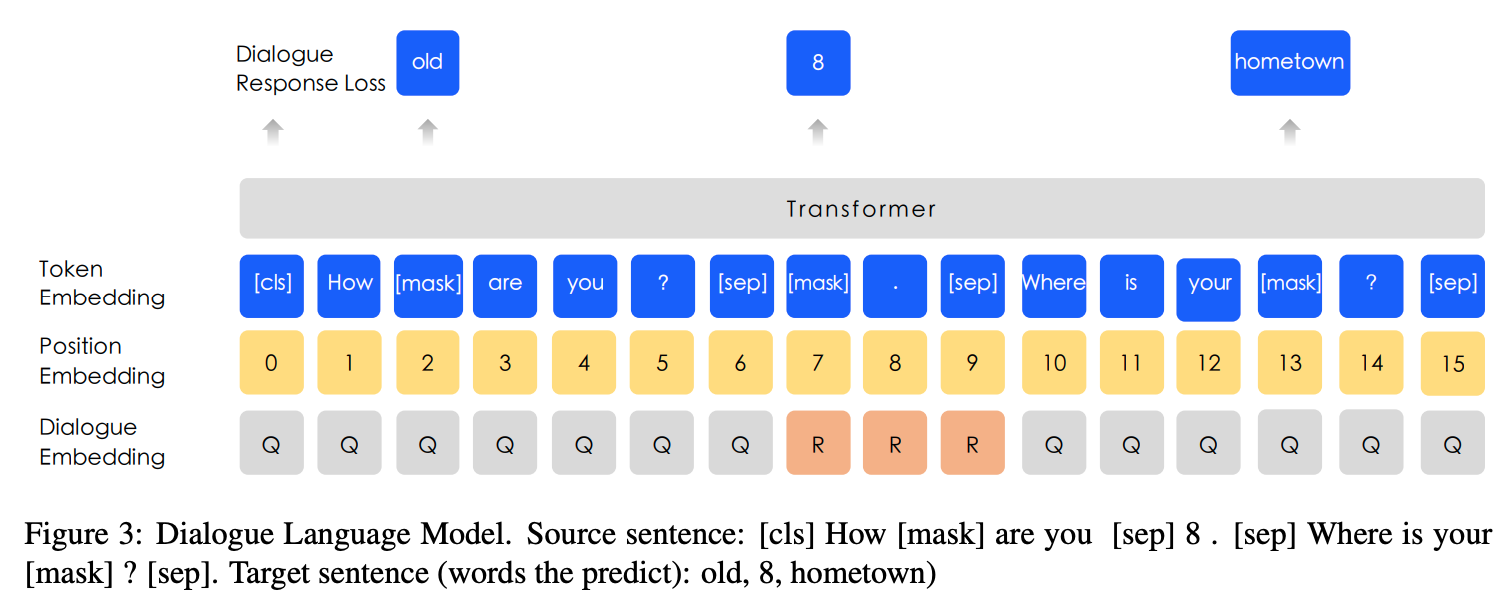 Dialogue
Response Loss
old
8
hometown
Transformer
Token
Embedding
[cls] How [mask] are you ? [sep] [mask] . [sep] Where is your [mask] ? [sep]
Position
Embedding
0 1 2 3 4 5 6 7 8 9 10 11 12 13 14 15
Dialogue
Embedding
Q Q Q Q Q Q Q R R R Q Q Q Q Q Q
Figure 3: Dialogue Language Model. Source sentence: [cls] How [mask] are you [sep] 8 . [sep] Where is your
[mask] ? [sep]. Target sentence (words the predict): old, 8, hometown)